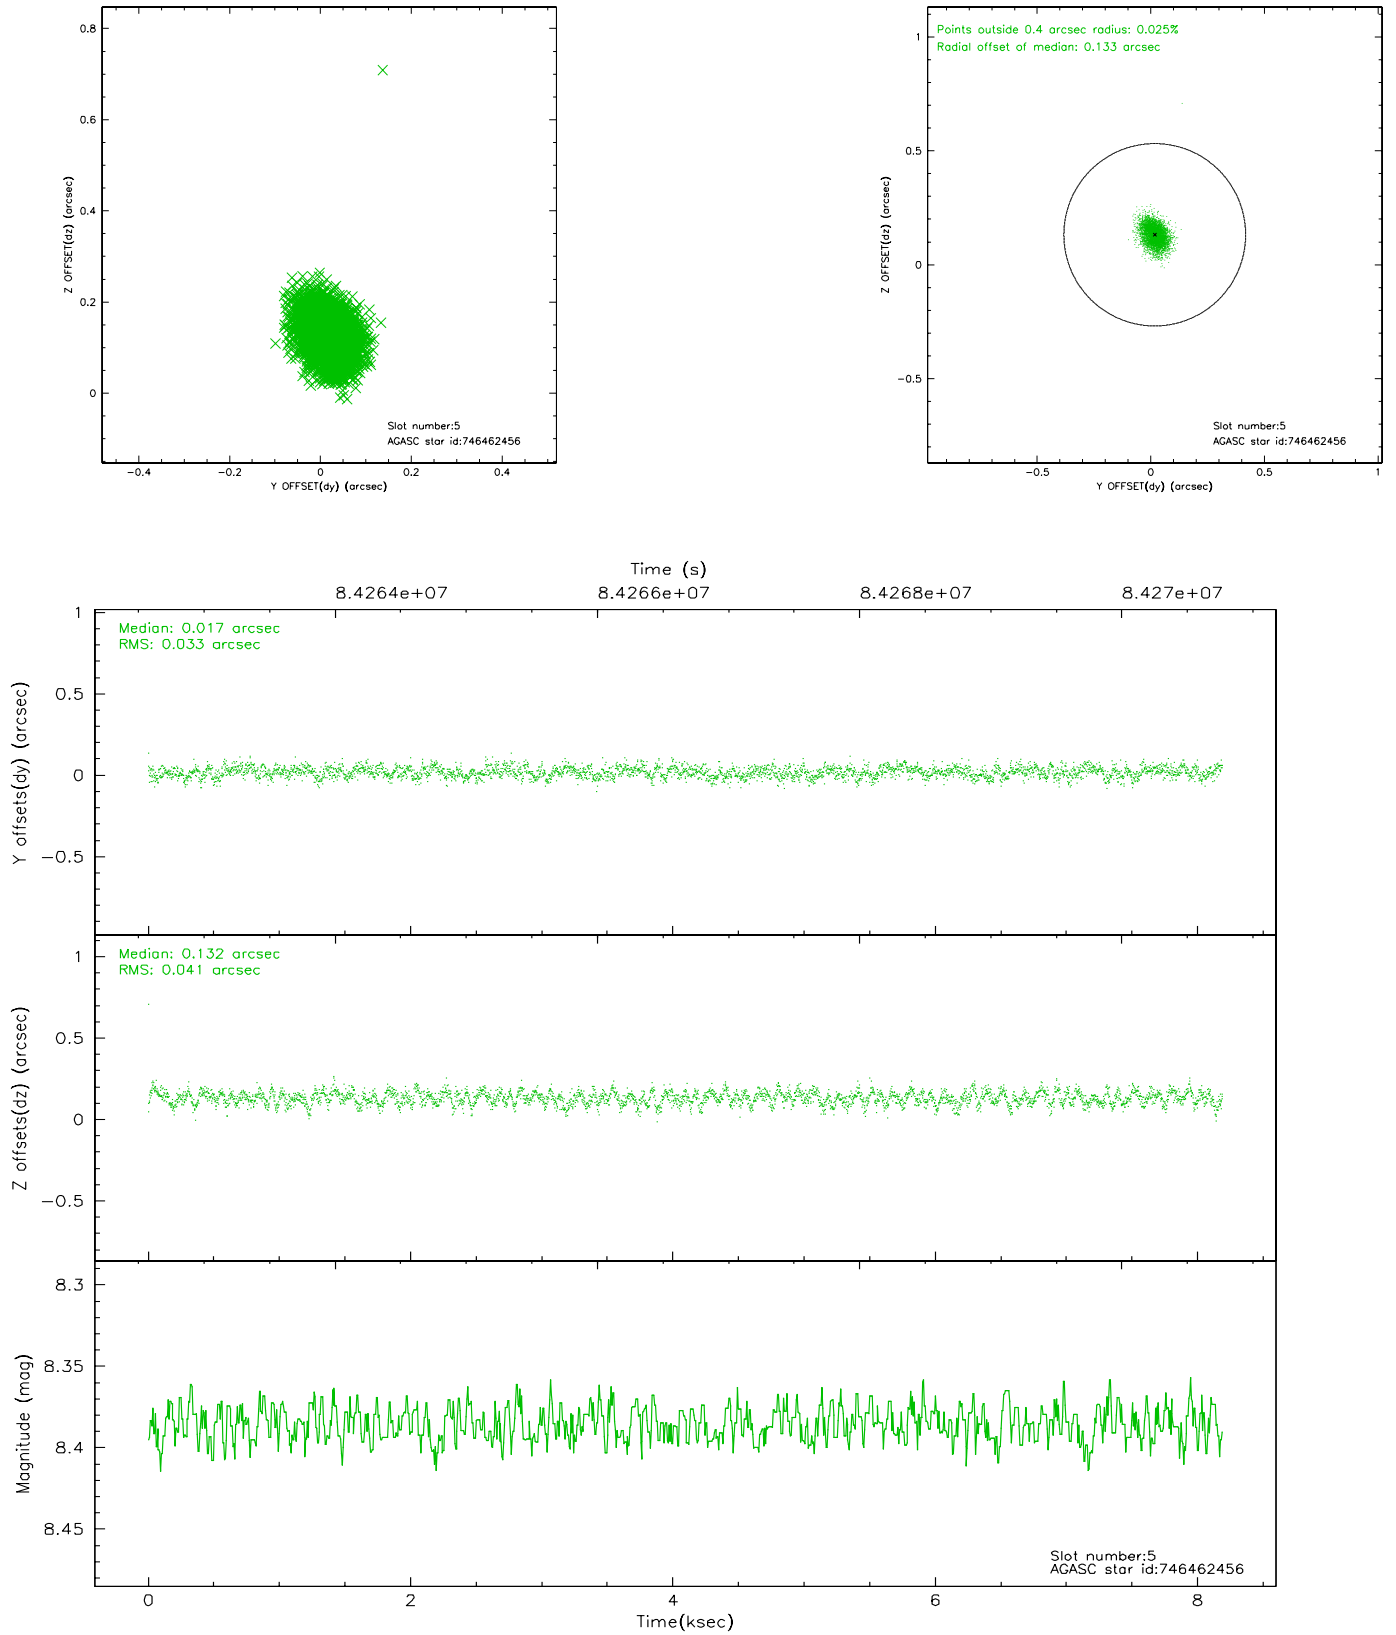 0.8
0.6
0.4
0.2
0
Z OFFSET(dz) (arcsec)
Slot number:5
AGASC star id:746462456
−0.4 −0.2 0 0.2 0.4
Y OFFSET(dy) (arcsec)
Points outside 0.4 arcsec radius: 0.025%
Radial offset of median: 0.133 arcsec
1
0.5
0
−0.5
Z OFFSET(dz) (arcsec)
Slot number:5
AGASC star id:746462456
−0.5 0 0.5 1
Y OFFSET(dy) (arcsec)
Time (s)
8.4264e+07 8.4266e+07 8.4268e+07 8.427e+07
Median: 0.017 arcsec
RMS: 0.033 arcsec
1
0.5
0
−0.5
Y offsets(dy) (arcsec)
Median: 0.132 arcsec
RMS: 0.041 arcsec
1
0.5
0
−0.5
Z offsets(dz) (arcsec)
8.3
8.35
8.4
8.45
Magnitude (mag)
Slot number:5
AGASC star id:746462456
0 2 4 6 8
Time(ksec)